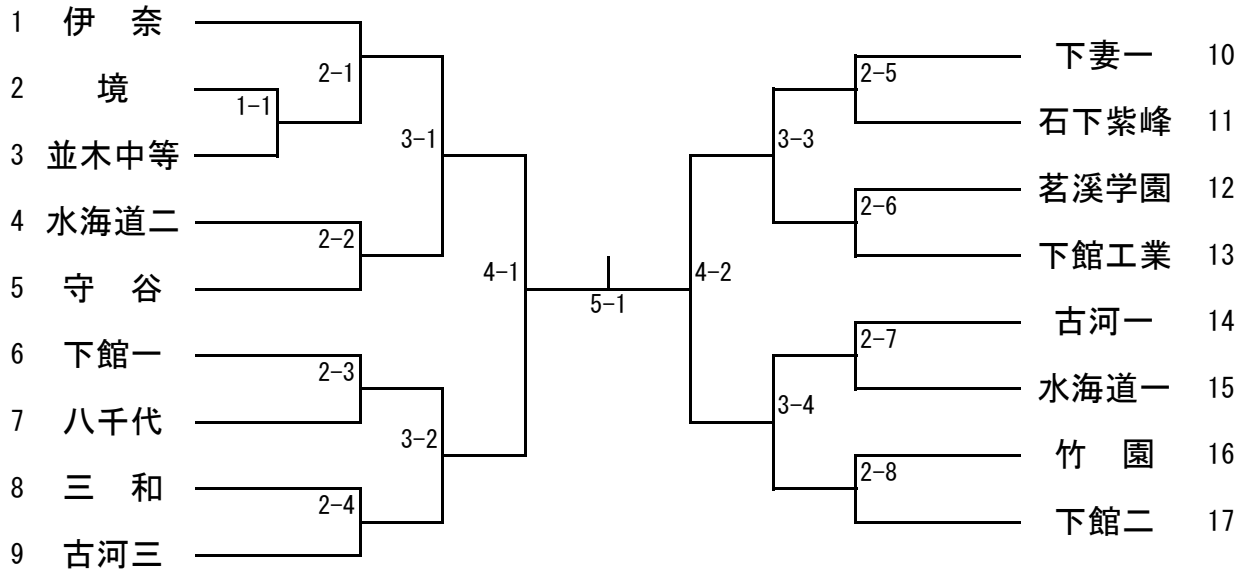 1 伊 奈
2 境
3 並木中等
4 水海道二
5 守 谷
6 下館一
7 八千代
8 三 和
9 古河三
1-1
2-1
2-2
2-3
2-4
3-1
3-2
4-1
5-1
4-2
3-3
3-4
2-5
2-6
2-7
2-8
下妻一 10
石下紫峰 11
茗溪学園 12
下館工業 13
古河一 14
水海道一 15
竹 園 16
下館二 17